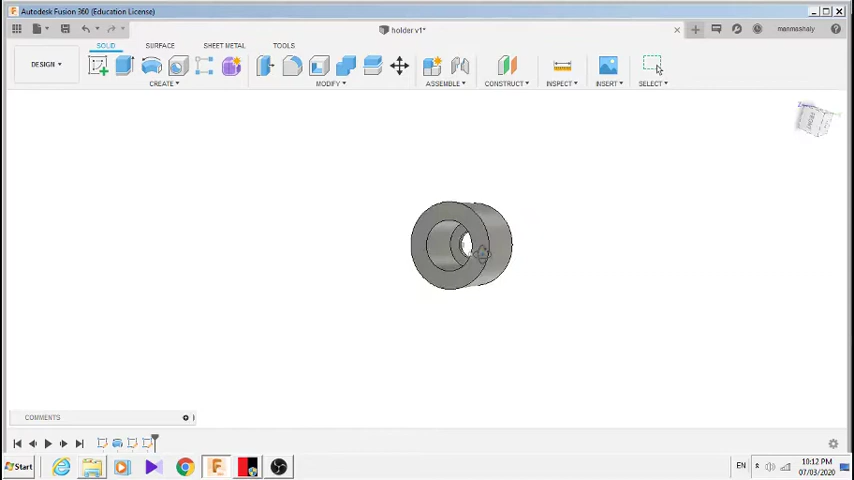 Autodesk Fusion 360 (Education License)
holder v1*
manmashaly
SOLID SURFACE SHEET METAL TOOLS
DESIGN
CREATE MODIFY ASSEMBLE CONSTRUCT INSPECT INSERT SELECT
COMMENTS
Start
EN
10:12 PM
07/03/2020